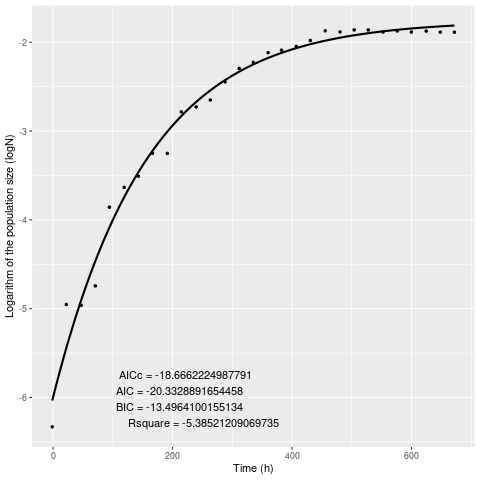 -2
-3
-4
-5
-6
Logarithm of the population size (logN)
AICc = -18.6662224987791
AIC = -20.3328891654458
BIC = -13.4964100155134
Rsquare = -5.38521209069735
0 200 400 600
Time (h)